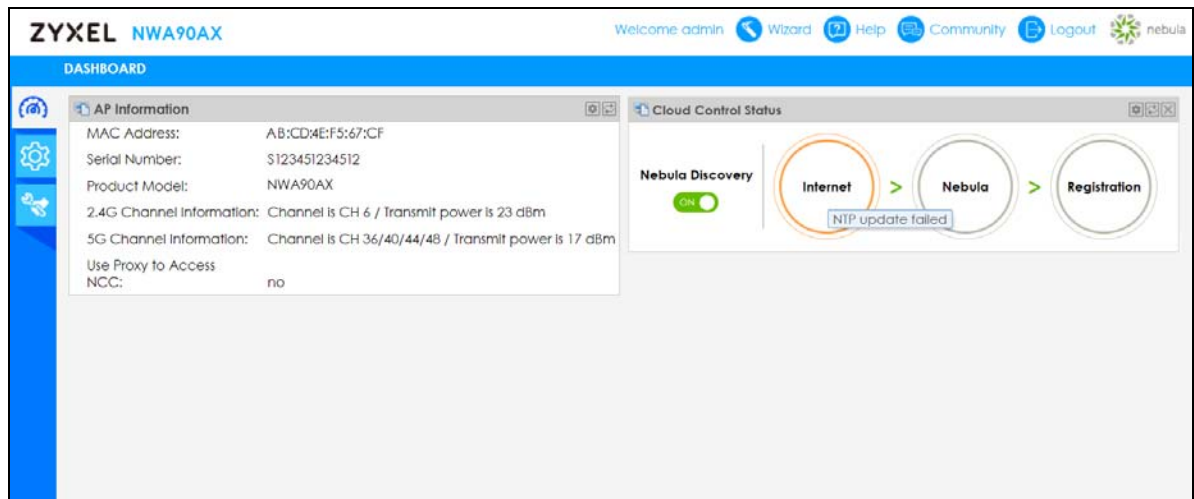 ZYXEL NWA90AX
Welcome admin Wizard Help Community Logout nebula
DASHBOARD
AP Information
MAC Address: AB:CD:4E:F5:67:CF
Serial Number: S123451234512
Product Model: NWA90AX
2.4G Channel Information: Channel is CH 6 / Transmit power is 23 dBm
5G Channel Information: Channel is CH 36/40/44/48 / Transmit power is 17 dBm
Use Proxy to Access
NCC: no
Cloud Control Status
Nebula Discovery
ON
Internet > Nebula > Registration
NTP update failed